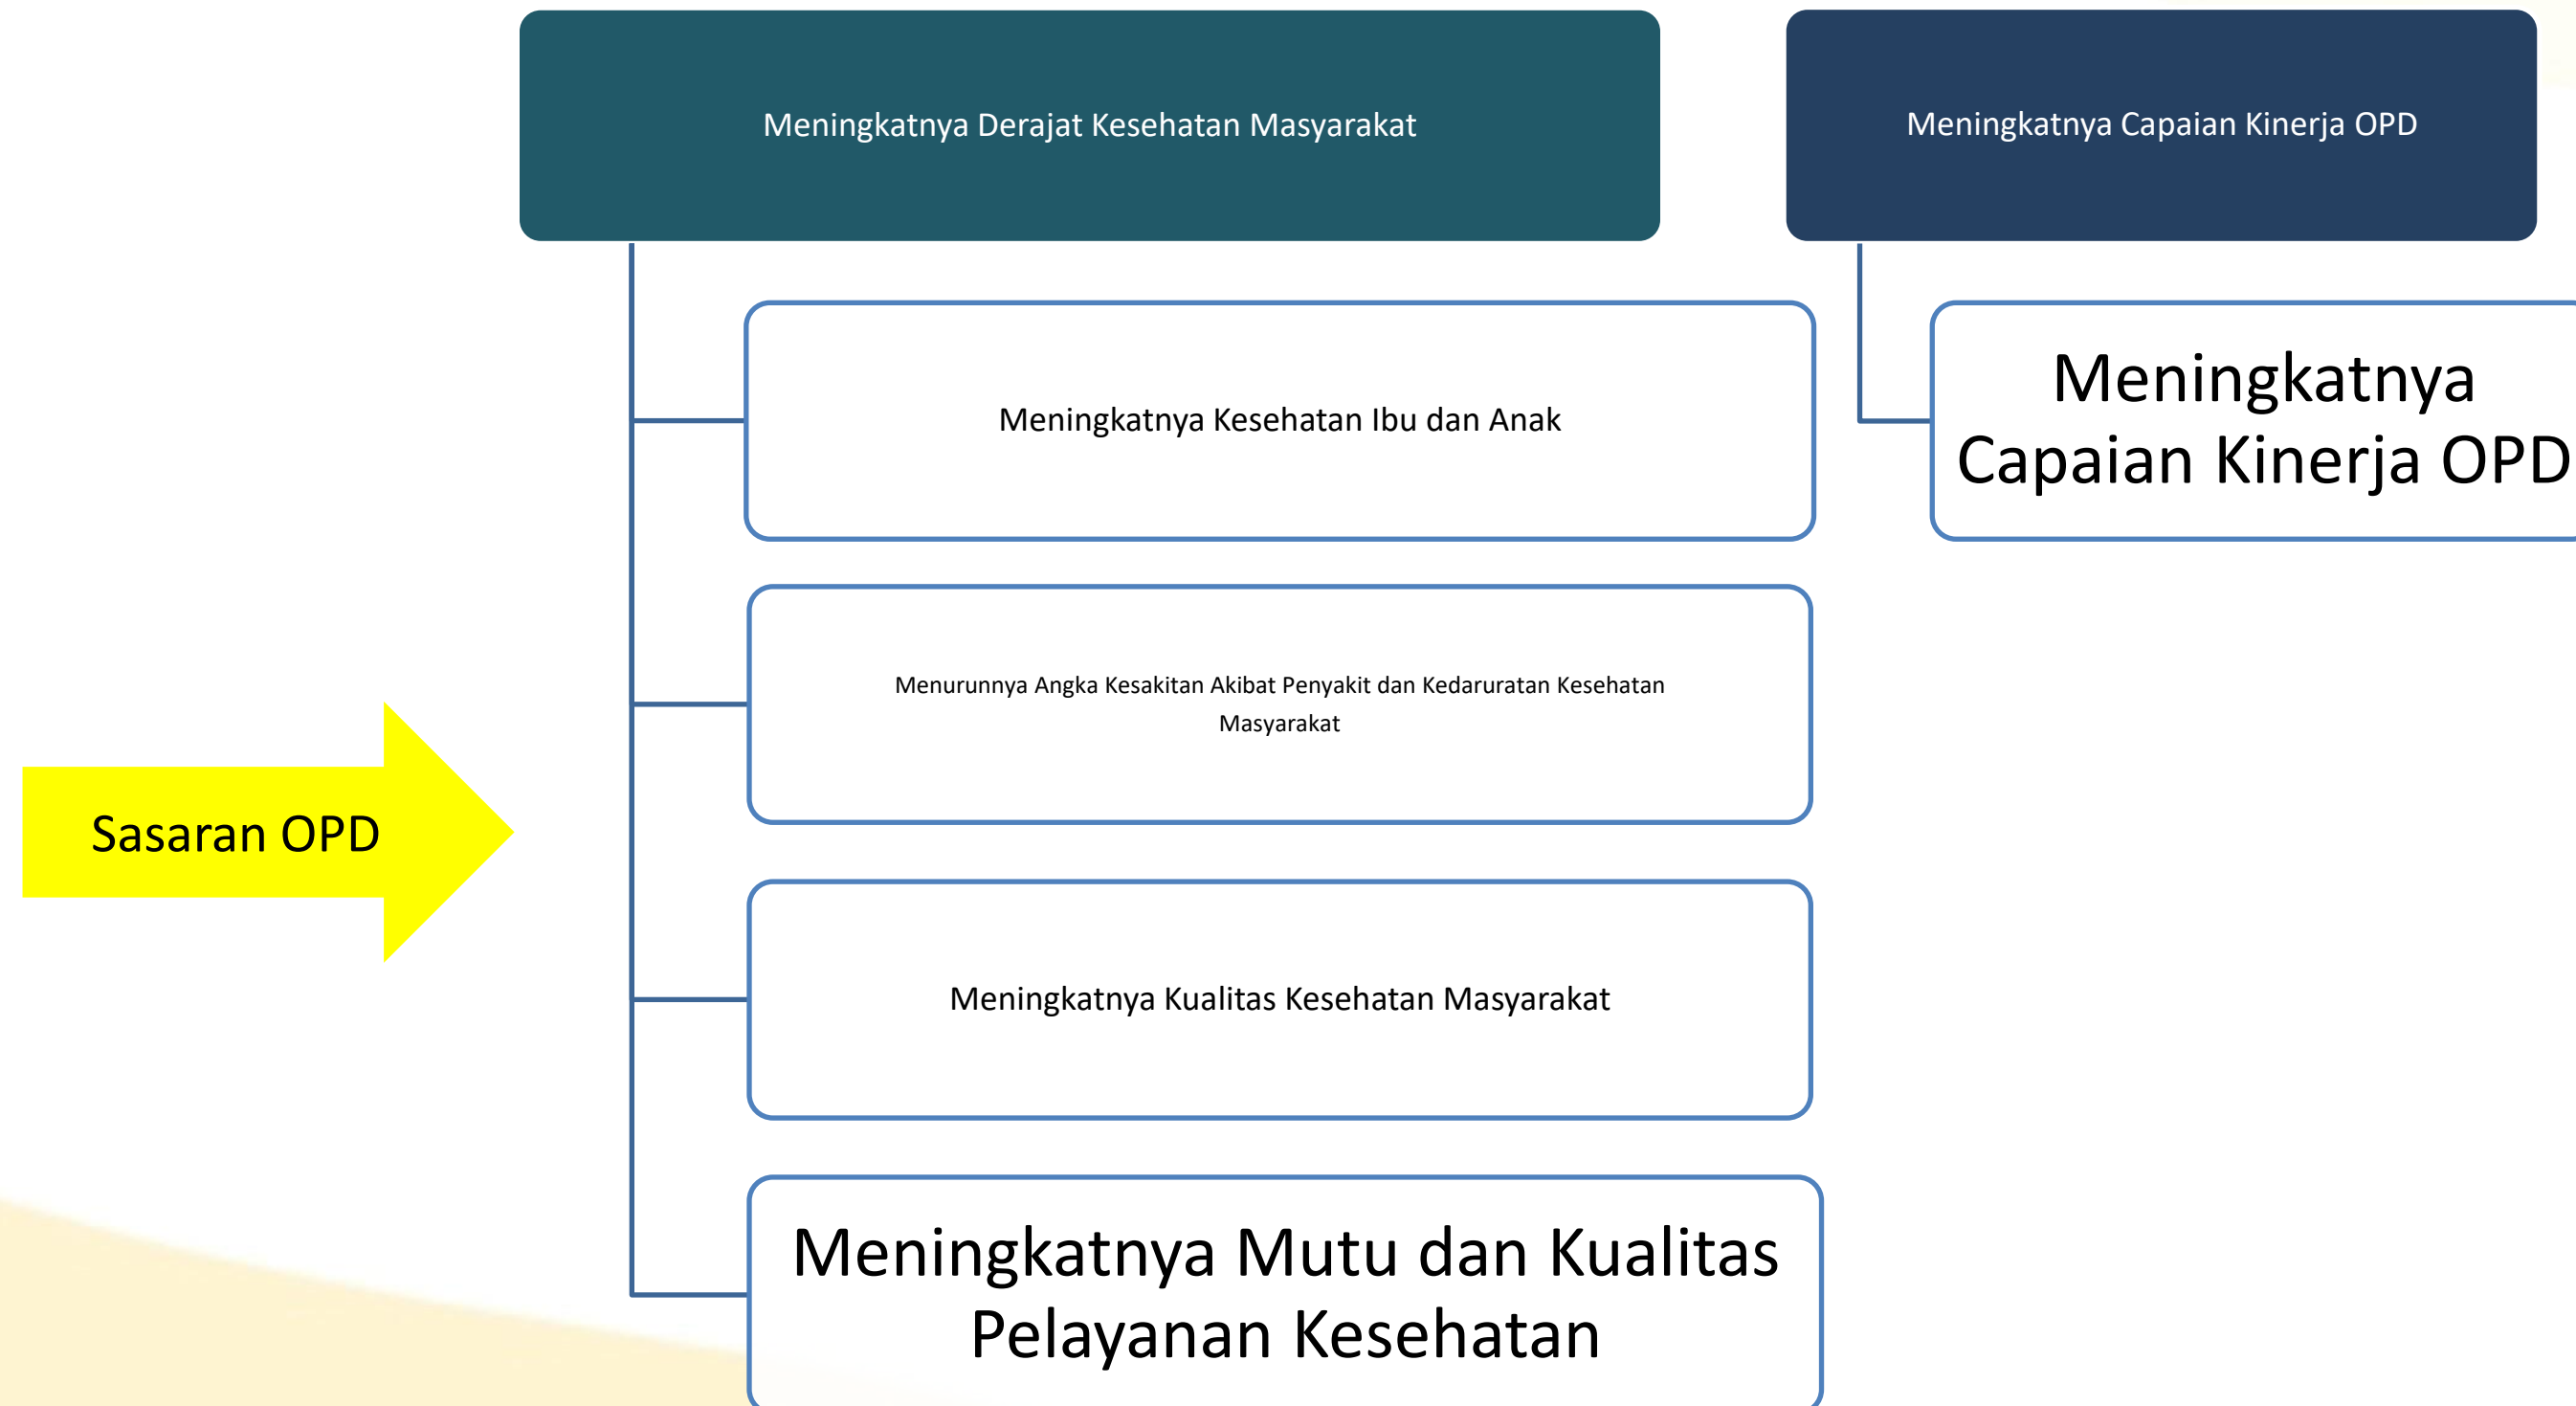 Meningkatnya Derajat Kesehatan Masyarakat
Meningkatnya Capaian Kinerja OPD
Meningkatnya Kesehatan Ibu dan Anak
Meningkatnya
Capaian Kinerja OPD
Menurunnya Angka Kesakitan Akibat Penyakit dan Kedaruratan Kesehatan
Masyarakat
Sasaran OPD
Meningkatnya Kualitas Kesehatan Masyarakat
Meningkatnya Mutu dan Kualitas
Pelayanan Kesehatan